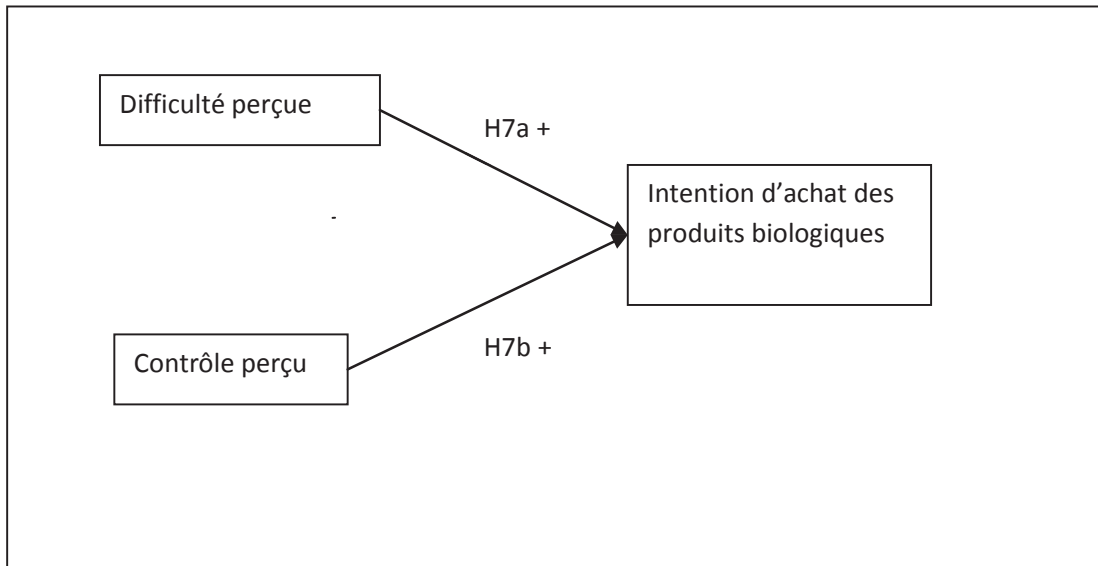 Difficulté perçue
H7a +
Intention d’achat des
produits biologiques
-
Contrôle perçu
H7b +